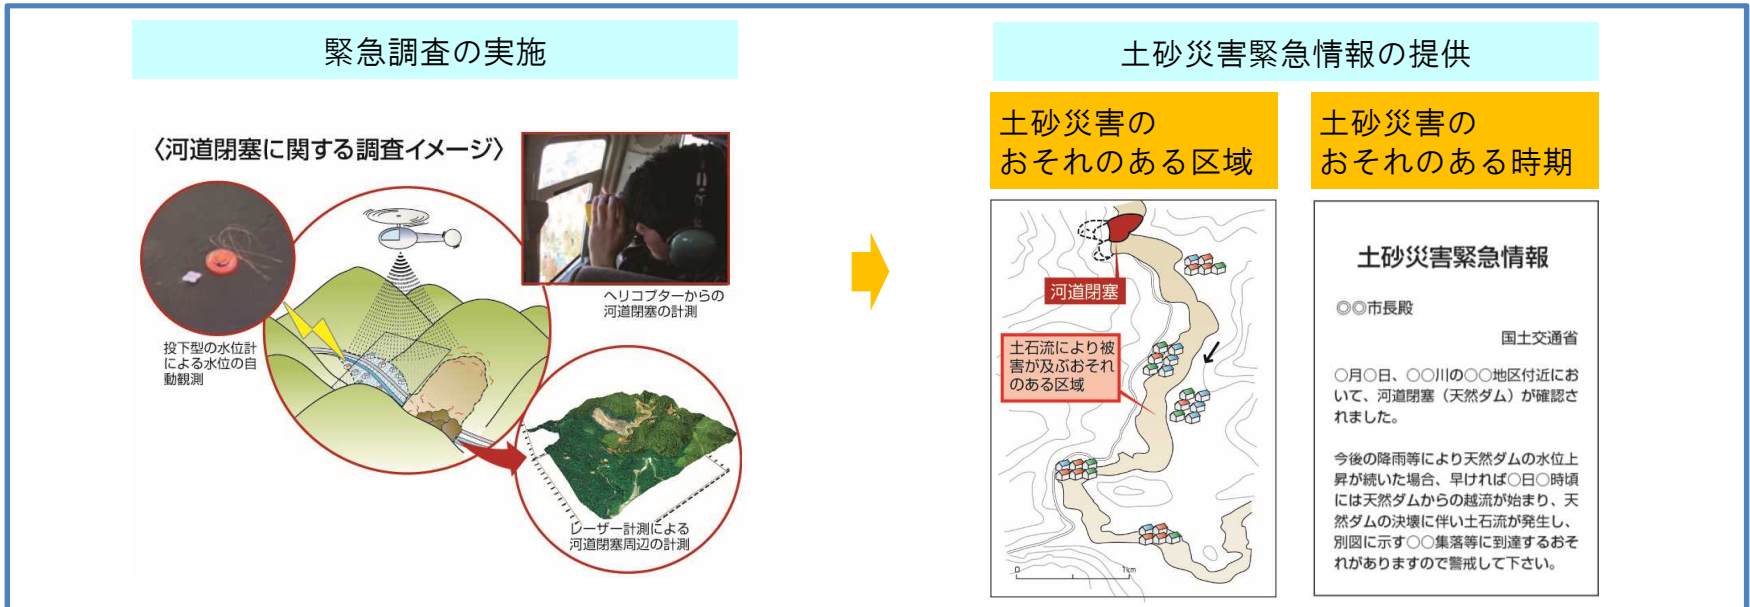 緊急調査の実施
〈河道閉塞に関する調査イメージ〉
ヘリコプターからの
河道閉塞の計測
投下型の水位計
による水位の自
動観測
レーザー計測による
河道閉塞周辺の計測
土砂災害緊急情報の提供
土砂災害の
おそれのある区域
河道閉塞
土石流により被
害が及ぶおそれ
のある区域
0 1km
土砂災害の
おそれのある時期
土砂災害緊急情報
◎◎市長殿
国土交通省
○月○日、○○川の○○地区付近にお
いて、河道閉塞（天然ダム）が確認さ
れました。
今後の降雨等により天然ダムの水位上
昇が続いた場合、早ければ○日○時頃
には天然ダムからの越流が始まり、天
然ダムの決壊に伴い土石流が発生し、
別図に示す○○集落等に到達するおそ
れがありますので警戒して下さい。